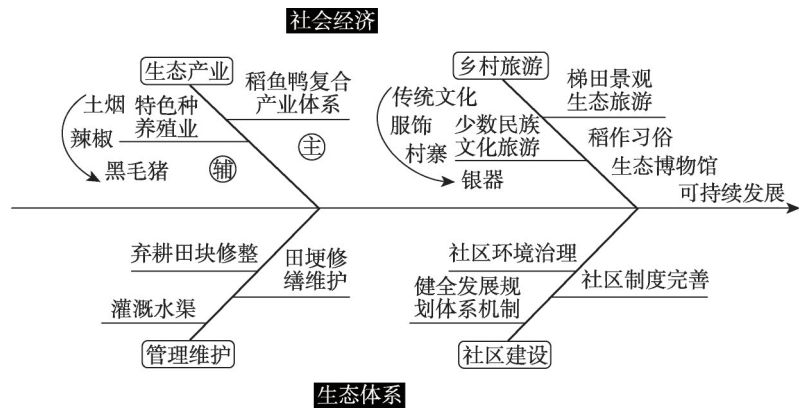 社会经济
生态产业
稻鱼鸭复合
产业体系
土烟
特色种
养殖业
辣椒
黑毛猪
辅
主
乡村旅游
梯田景观
生态旅游
传统文化
服饰
少数民族
文化旅游
村寨
银器
稻作习俗
生态博物馆
可持续发展
弃耕田块修整
田埂修
缮维护
灌溉水渠
管理维护
社区环境治理
健全发展规
划体系机制
社区制度完善
社区建设
生态体系